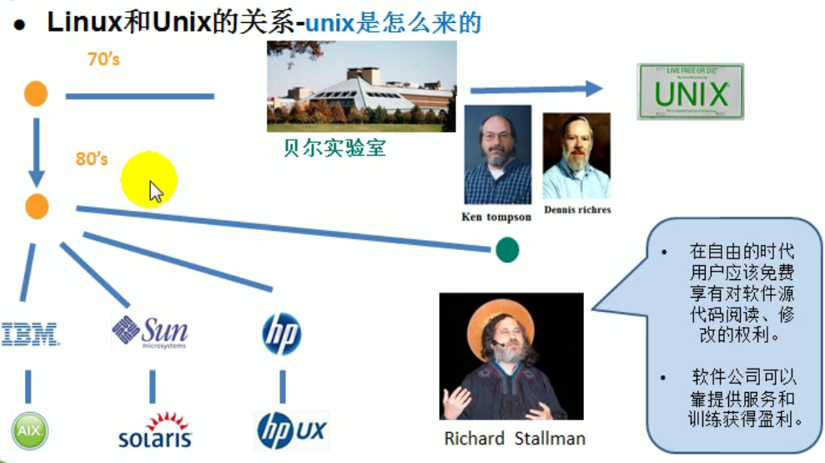 ● Linux和Unix的关系-unix是怎么来的
70's
LIVE FREE OR DIE
UNIX
贝尔实验室
80's
Ken tompson
Dennis richres
• 在自由的时代
用户应该免费
享有对软件源
代码阅读、修
改的权利。
• 软件公司可以
靠提供服务和
训练获得盈利。
IBM
Sun
microsystems
hp
AIX
SOLARIS
hp UX
Richard Stallman